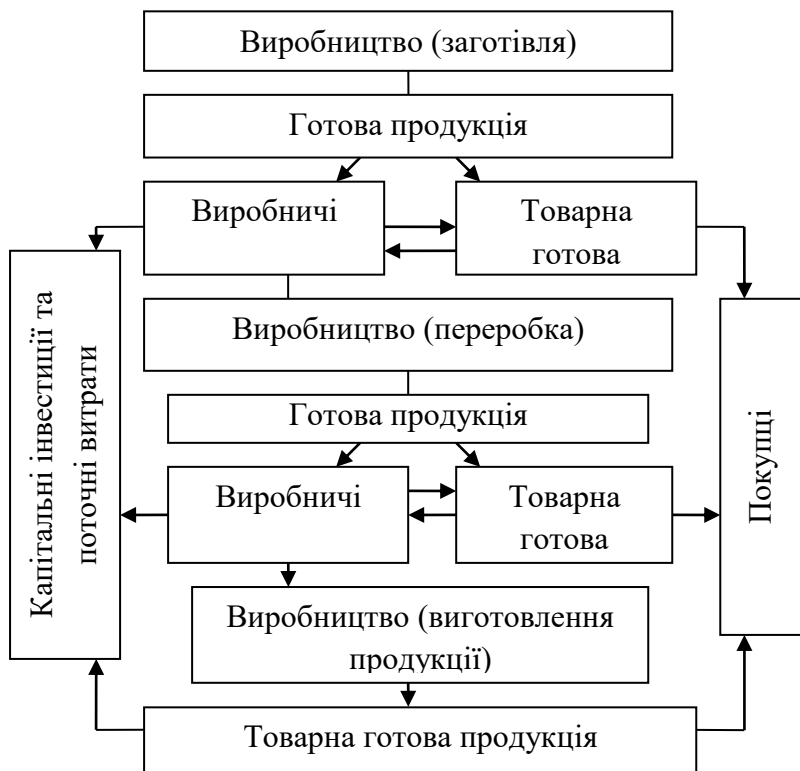 Виробництво (заготівля)
Готова продукція
Виробничі
Товарна
готова
Капітальні інвестиції та
поточні витрати
Виробництво (переробка)
Покупці
Готова продукція
Виробничі
Товарна
готова
Виробництво (виготовлення
продукції)
Товарна готова продукція